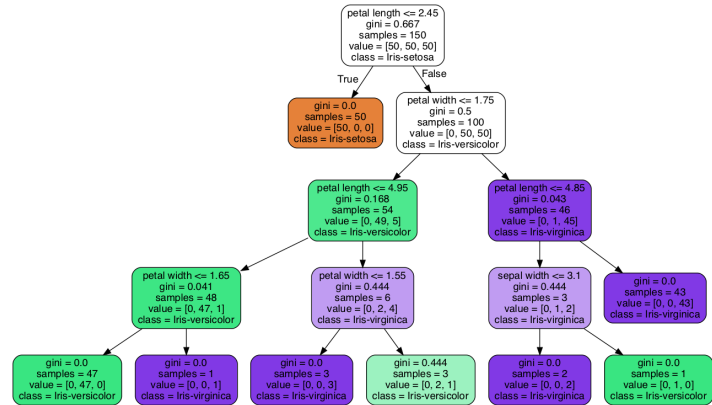 petal length <= 2.45
gini = 0.667
samples = 150
value = [50, 50, 50]
class = Iris-setosa
True
False
gini = 0.0
samples = 50
value = [50, 0, 0]
class = Iris-setosa
petal width <= 1.75
gini = 0.5
samples = 100
value = [0, 50, 50]
class = Iris-versicolor
petal length <= 4.95
gini = 0.168
samples = 54
value = [0, 49, 5]
class = Iris-versicolor
petal length <= 4.85
gini = 0.043
samples = 46
value = [0, 1, 45]
class = Iris-virginica
petal width <= 1.65
gini = 0.041
samples = 48
value = [0, 47, 1]
class = Iris-versicolor
petal width <= 1.55
gini = 0.444
samples = 6
value = [0, 2, 4]
class = Iris-virginica
sepal width <= 3.1
gini = 0.444
samples = 3
value = [0, 1, 2]
class = Iris-virginica
gini = 0.0
samples = 43
value = [0, 0, 43]
class = Iris-virginica
gini = 0.0
samples = 47
value = [0, 47, 0]
class = Iris-versicolor
gini = 0.0
samples = 1
value = [0, 0, 1]
class = Iris-virginica
gini = 0.0
samples = 3
value = [0, 0, 3]
class = Iris-virginica
gini = 0.444
samples = 3
value = [0, 2, 1]
class = Iris-versicolor
gini = 0.0
samples = 2
value = [0, 0, 2]
class = Iris-virginica
gini = 0.0
samples = 1
value = [0, 1, 0]
class = Iris-versicolor